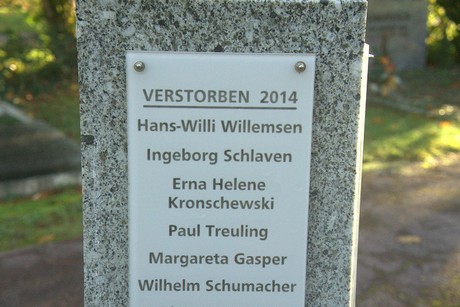 VERSTORBEN 2014
Hans-Willi Willemsen
Ingeborg Schlaven
Erna Helene
Kronschewski
Paul Treuling
Margareta Gasper
Wilhelm Schumacher